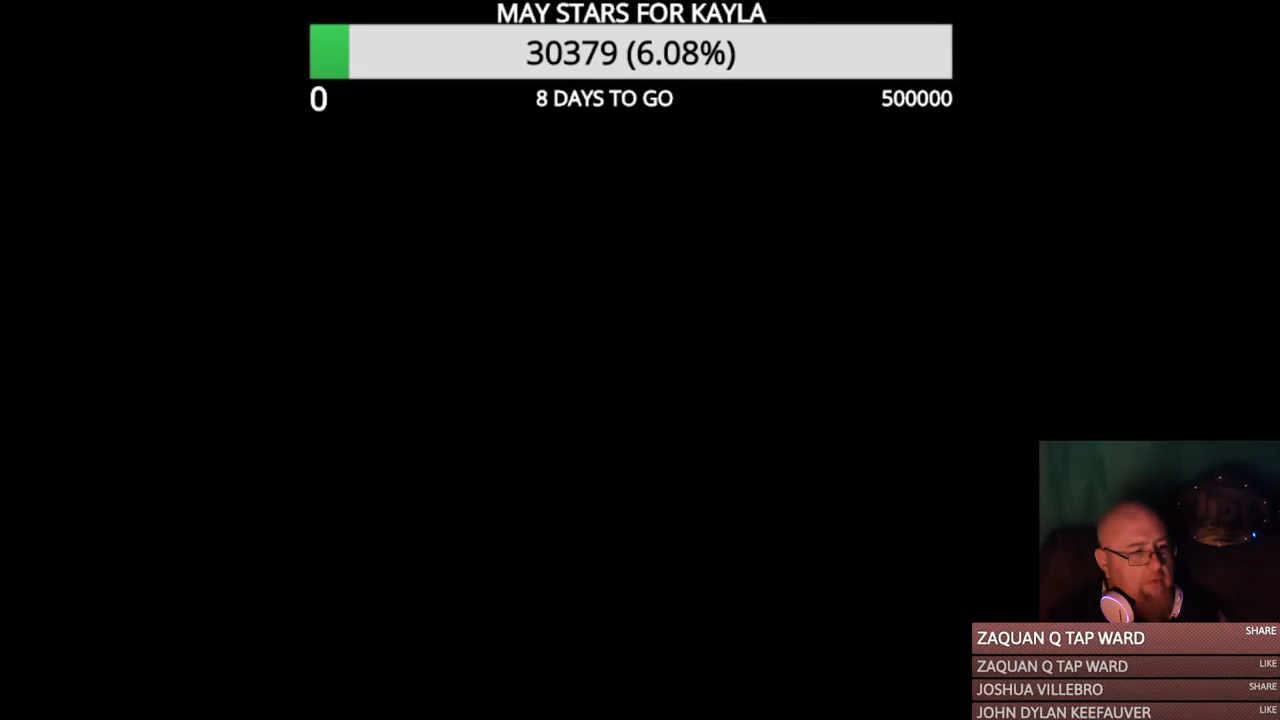 MAY STARS FOR KAYLA
30379 (6.08%)
0 8 DAYS TO GO 500000
ZAQUAN Q TAP WARD SHARE
ZAQUAN Q TAP WARD LIKE
JOSHUA VILLEBRO SHARE
JOHN DYLAN KEEFAUVER LIKE